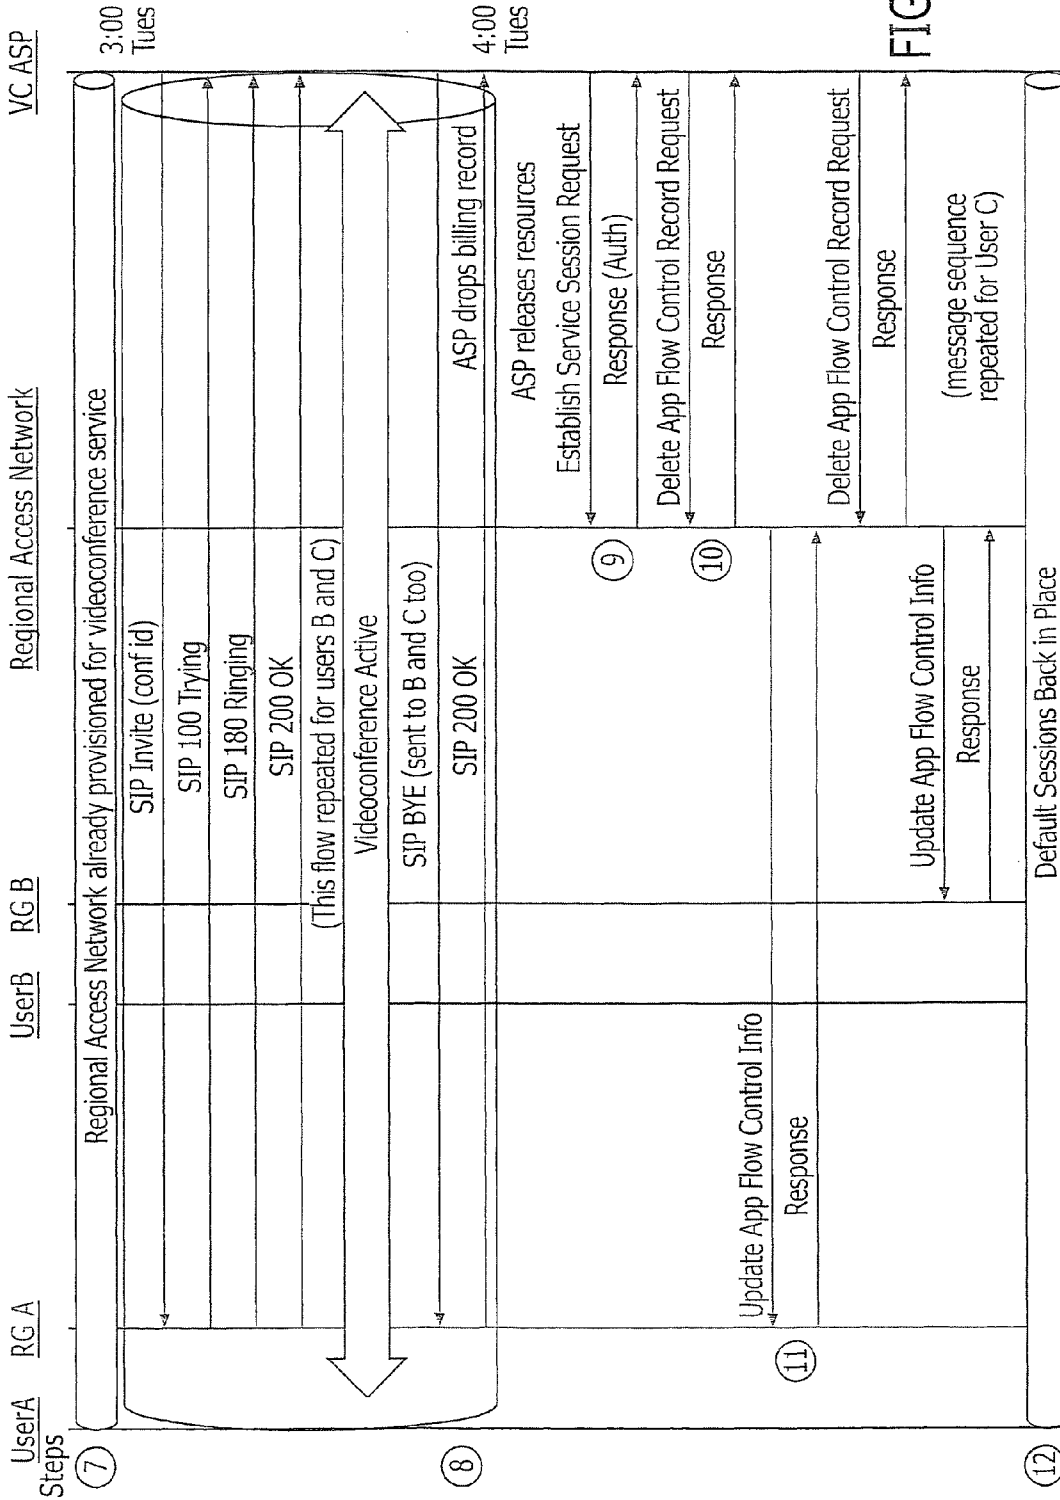 UserA
RG A
UserB
RG B
Regional Access Network
VC ASP
Steps
7
Regional Access Network already provisioned for videoconference service
3:00
Tues
SIP Invite (conf id)
SIP 100 Trying
SIP 180 Ringing
SIP 200 OK
(This flow repeated for users B and C)
Videoconference Active
8
SIP BYE (sent to B and C too)
SIP 200 OK
ASP drops billing record
4:00
Tues
ASP releases resources
Establish Service Session Request
9
Response (Auth)
Delete App Flow Control Record Request
10
Response
Update App Flow Control Info
11
Response
Delete App Flow Control Record Request
Response
Update App Flow Control Info
Response
(message sequence
repeated for User C)
12
Default Sessions Back in Place
FIG